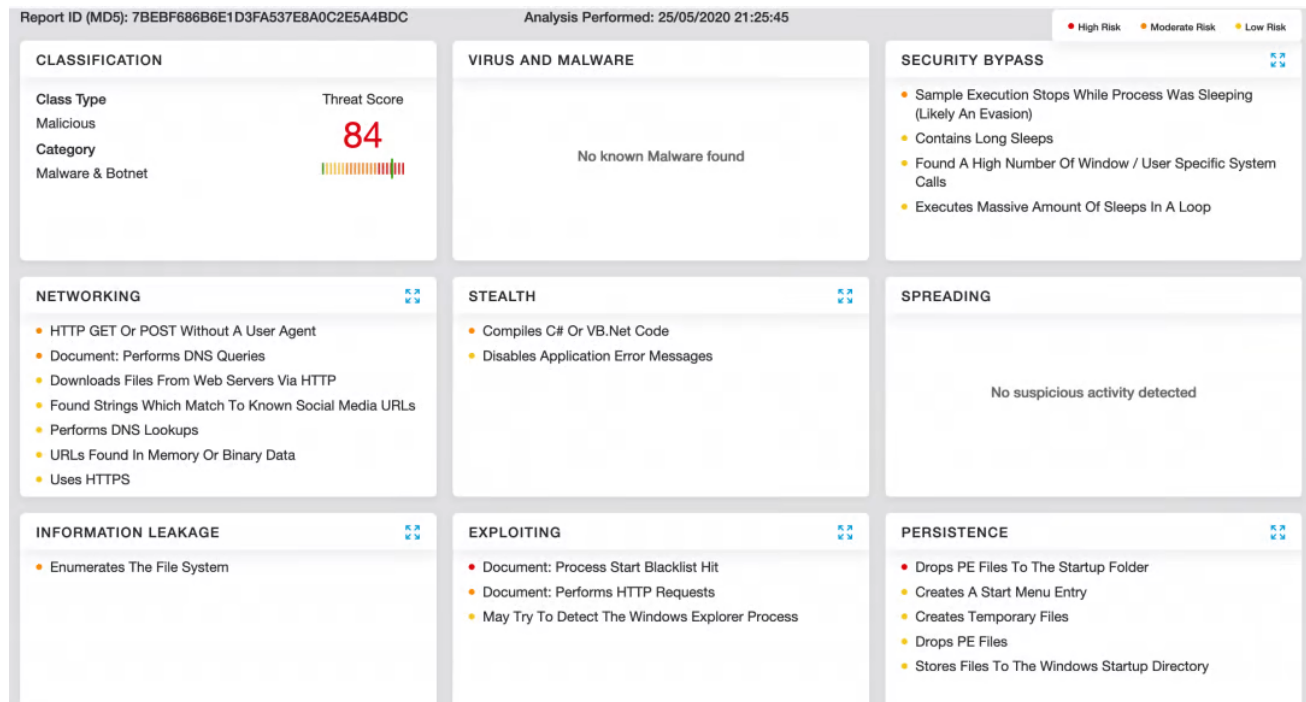 Report ID (MD5): 7BEBF686B6E1D3FA537E8A0C2E5A4BDC
Analysis Performed: 25/05/2020 21:25:45
High Risk
Moderate Risk
Low Risk
CLASSIFICATION
Class Type
Threat Score
Malicious
84
Category
Malware & Botnet
VIRUS AND MALWARE
No known Malware found
SECURITY BYPASS
Sample Execution Stops While Process Was Sleeping
(Likely An Evasion)
Contains Long Sleeps
Found A High Number Of Window / User Specific System
Calls
Executes Massive Amount Of Sleeps In A Loop
NETWORKING
HTTP GET Or POST Without A User Agent
Document: Performs DNS Queries
Downloads Files From Web Servers Via HTTP
Found Strings Which Match To Known Social Media URLs
Performs DNS Lookups
URLs Found In Memory Or Binary Data
Uses HTTPS
STEALTH
Compiles C# Or VB.Net Code
Disables Application Error Messages
SPREADING
No suspicious activity detected
INFORMATION LEAKAGE
Enumerates The File System
EXPLOITING
Document: Process Start Blacklist Hit
Document: Performs HTTP Requests
May Try To Detect The Windows Explorer Process
PERSISTENCE
Drops PE Files To The Startup Folder
Creates A Start Menu Entry
Creates Temporary Files
Drops PE Files
Stores Files To The Windows Startup Directory